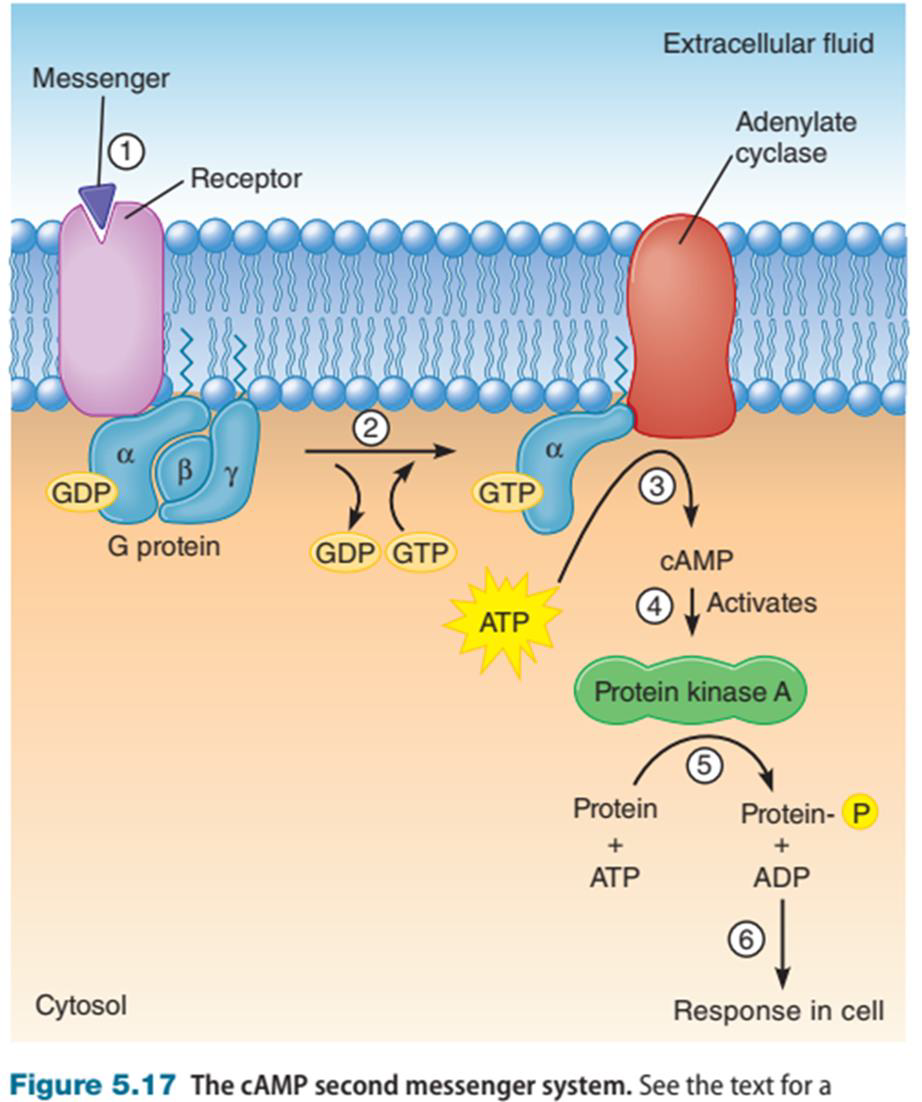 Extracellular fluid
Messenger
Adenylate
cyclase
1
Receptor
2
α
β
γ
GDP
G protein
GDP
GTP
α
GTP
3
cAMP
ATP
4
Activates
Protein kinase A
5
Protein
+
ATP
Protein- P
+
ADP
6
Cytosol
Response in cell
Figure 5.17 The cAMP second messenger system. See the text for a